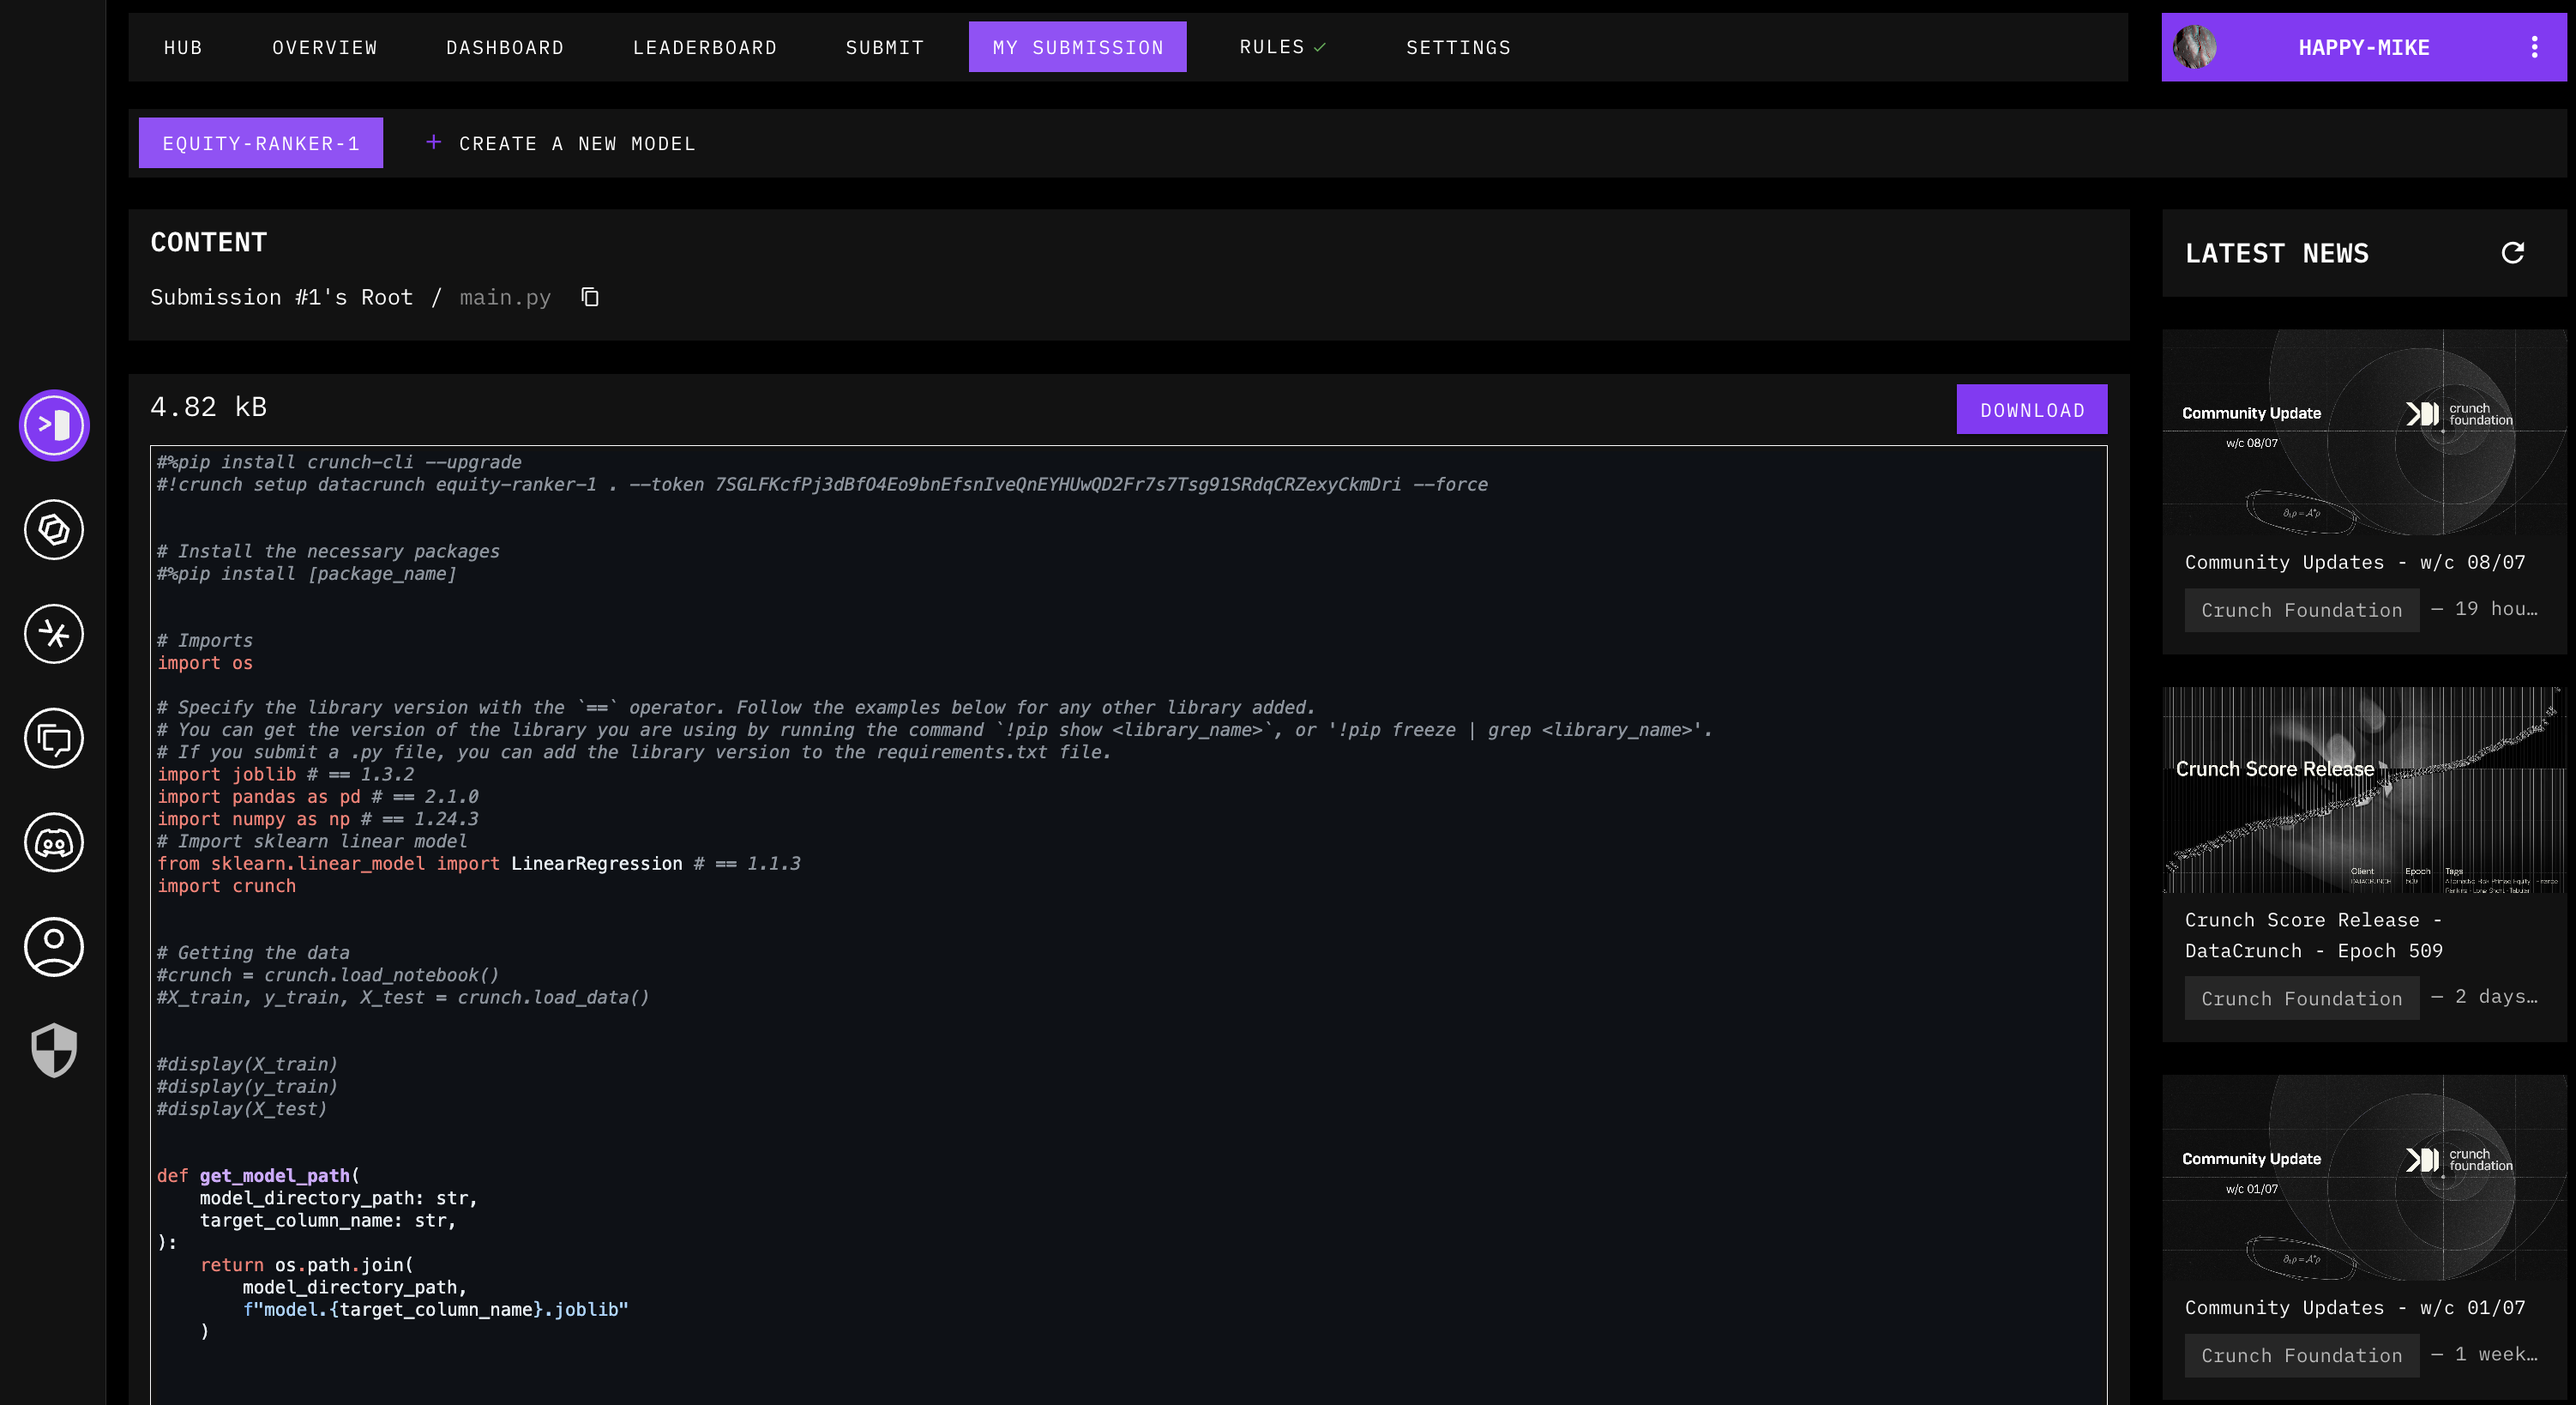 HUB OVERVIEW DASHBOARD LEADERBOARD SUBMIT MY SUBMISSION RULES SETTINGS
HAPPY-MIKE
EQUITY-RANKER-1 + CREATE A NEW MODEL
CONTENT
Submission #1's Root / main.py
4.82 kB
DOWNLOAD
#%pip install crunch-cli --upgrade
#!crunch setup datacrunch equity-ranker-1 . --token 7SGLFKcfPj3dBfO4Eo9bnEfsnIveQnEYHUwQD2Fr7s7Tsg91SRdqCRZexyCkmDri --force
# Install the necessary packages
#%pip install [package_name]
# Imports
import os
# Specify the library version with the `==` operator. Follow the examples below for any other library added.
# You can get the version of the library you are using by running the command `!pip show <library_name>`, or '!pip freeze | grep <library_name>'.
# If you submit a .py file, you can add the library version to the requirements.txt file.
import joblib # == 1.3.2
import pandas as pd # == 2.1.0
import numpy as np # == 1.24.3
# Import sklearn linear model
from sklearn.linear_model import LinearRegression # == 1.1.3
import crunch
# Getting the data
#crunch = crunch.load_notebook()
#X_train, y_train, X_test = crunch.load_data()
#display(X_train)
#display(y_train)
#display(X_test)
def get_model_path(
    model_directory_path: str,
    target_column_name: str,
):
    return os.path.join(
        model_directory_path,
        f"model.{target_column_name}.joblib"
    )
LATEST NEWS
Community Update
w/c 08/07
crunch
foundation
Community Updates - w/c 08/07
Crunch Foundation — 19 hou…
Crunch Score Release
Client Epoch Tags
Crunch Score Release -
DataCrunch - Epoch 509
Crunch Foundation — 2 days…
Community Update
w/c 01/07
crunch
foundation
Community Updates - w/c 01/07
Crunch Foundation — 1 week…